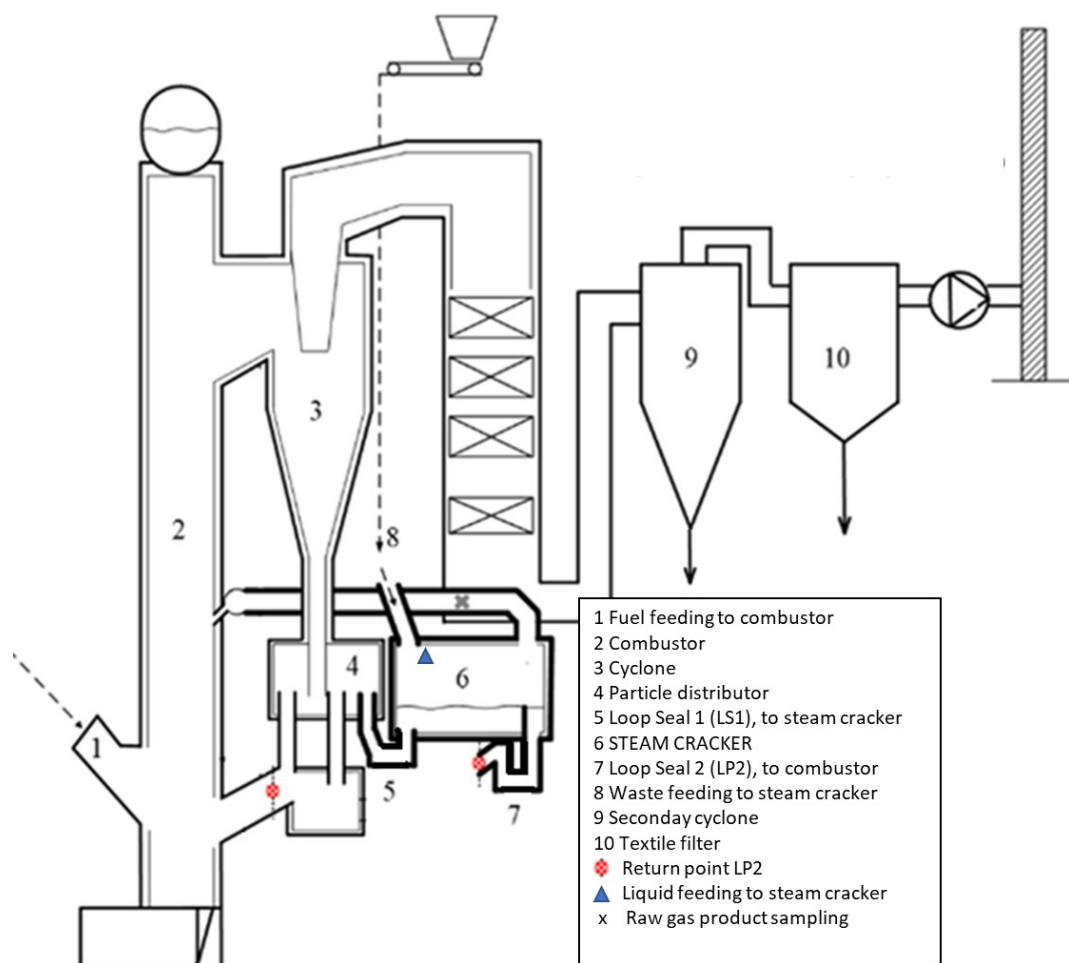 3
9
10
2
8
4
6
1
5
7
1 Fuel feeding to combustor
2 Combustor
3 Cyclone
4 Particle distributor
5 Loop Seal 1 (LS1), to steam cracker
6 STEAM CRACKER
7 Loop Seal 2 (LP2), to combustor
8 Waste feeding to steam cracker
9 Seconday cyclone
10 Textile filter
Return point LP2
Liquid feeding to steam cracker
x Raw gas product sampling